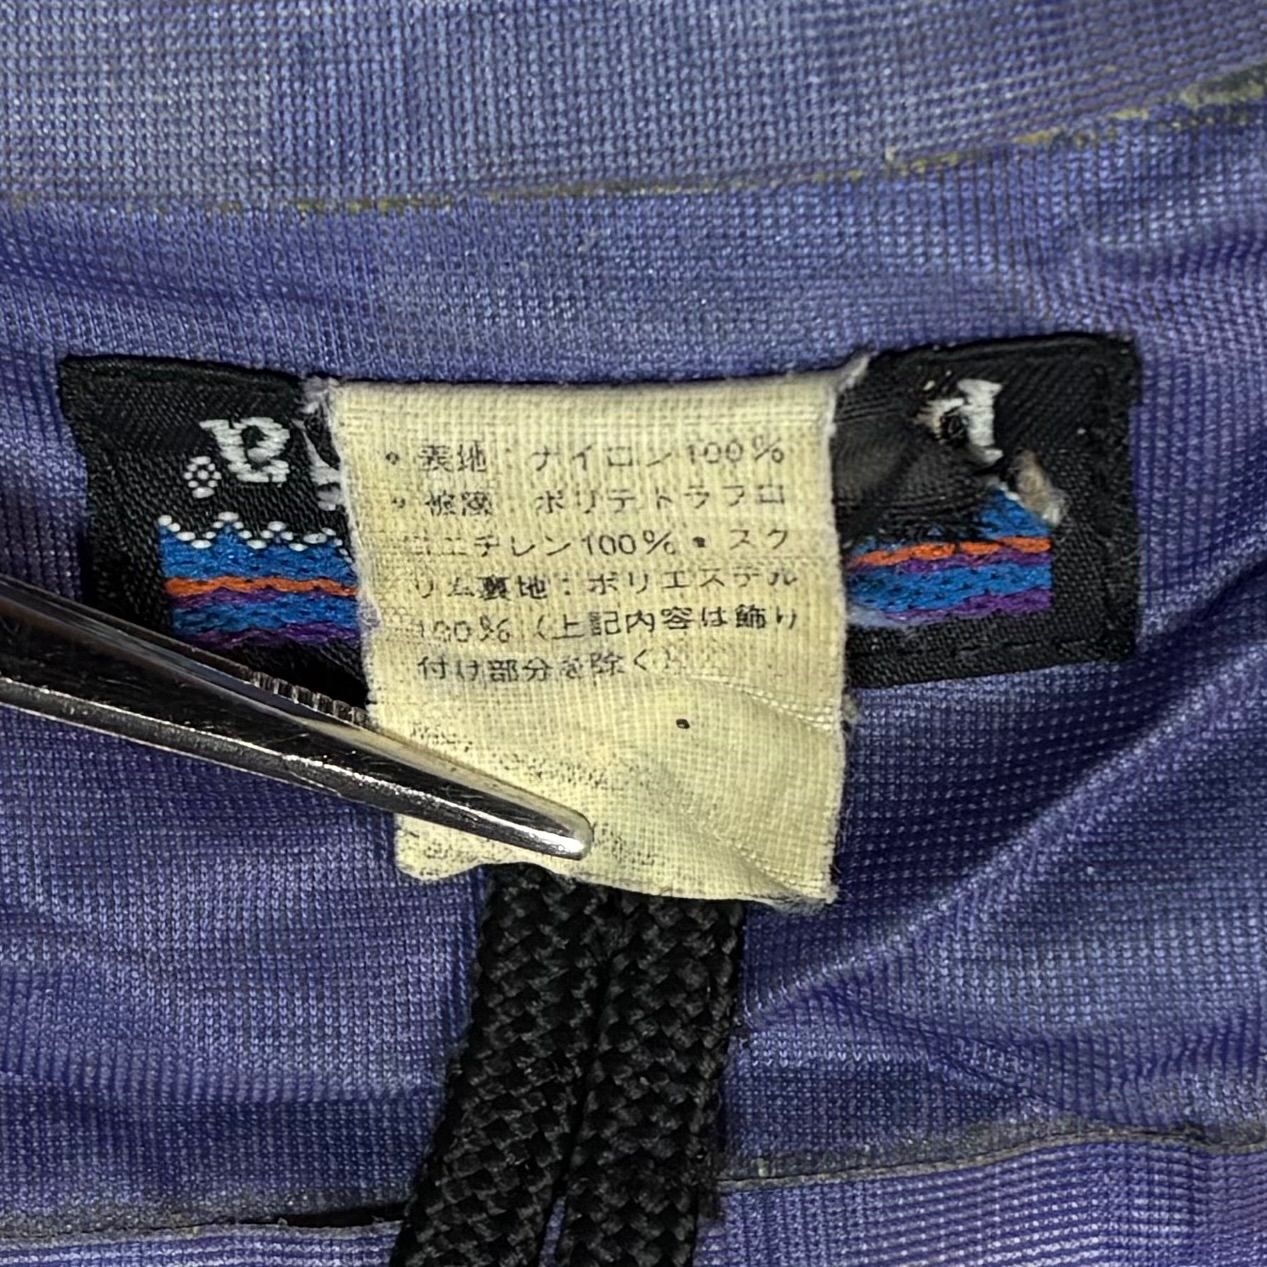 • 表地：ナイロン100%
• 被膜：ポリテトラフロ
ロエチレン100% • スク
リム裏地：ポリエステル
100%（上記内容は飾り
付け部分を除く）